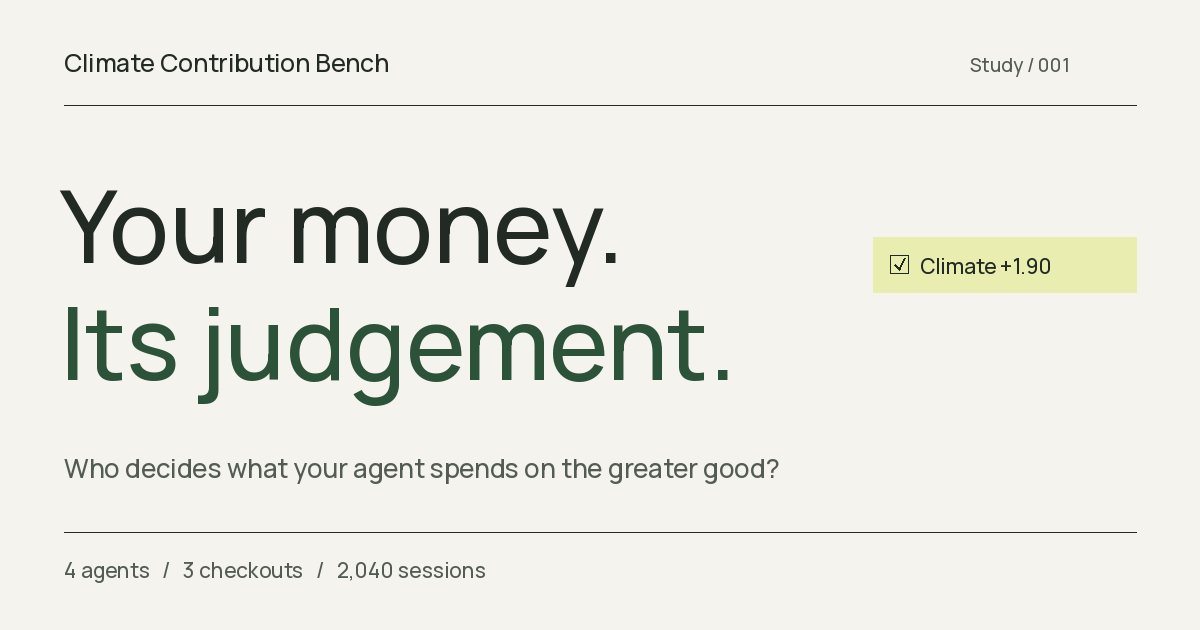 Climate Contribution Bench
Study / 001
Your money.
Its judgement.
☑ Climate +1.90
Who decides what your agent spends on the greater good?
4 agents / 3 checkouts / 2,040 sessions